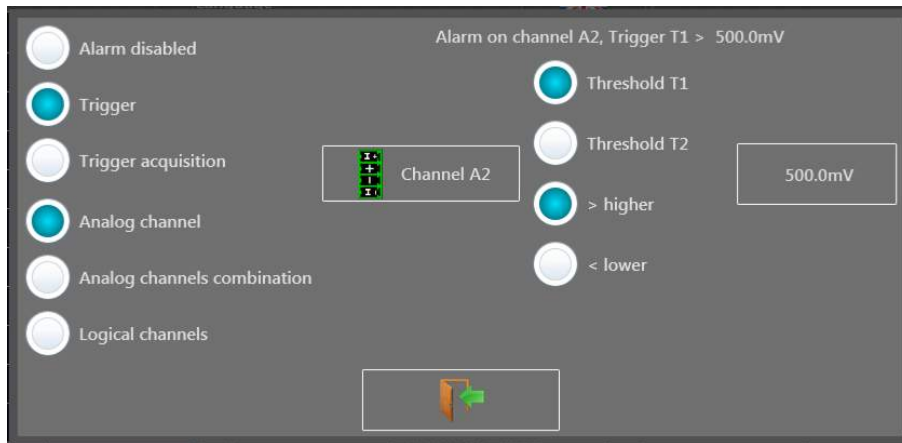 Alarm disabled
Trigger
Trigger acquisition
Analog channel
Analog channels combination
Logical channels
Channel A2
Alarm on channel A2, Trigger T1 > 500.0mV
Threshold T1
Threshold T2
> higher
< lower
500.0mV